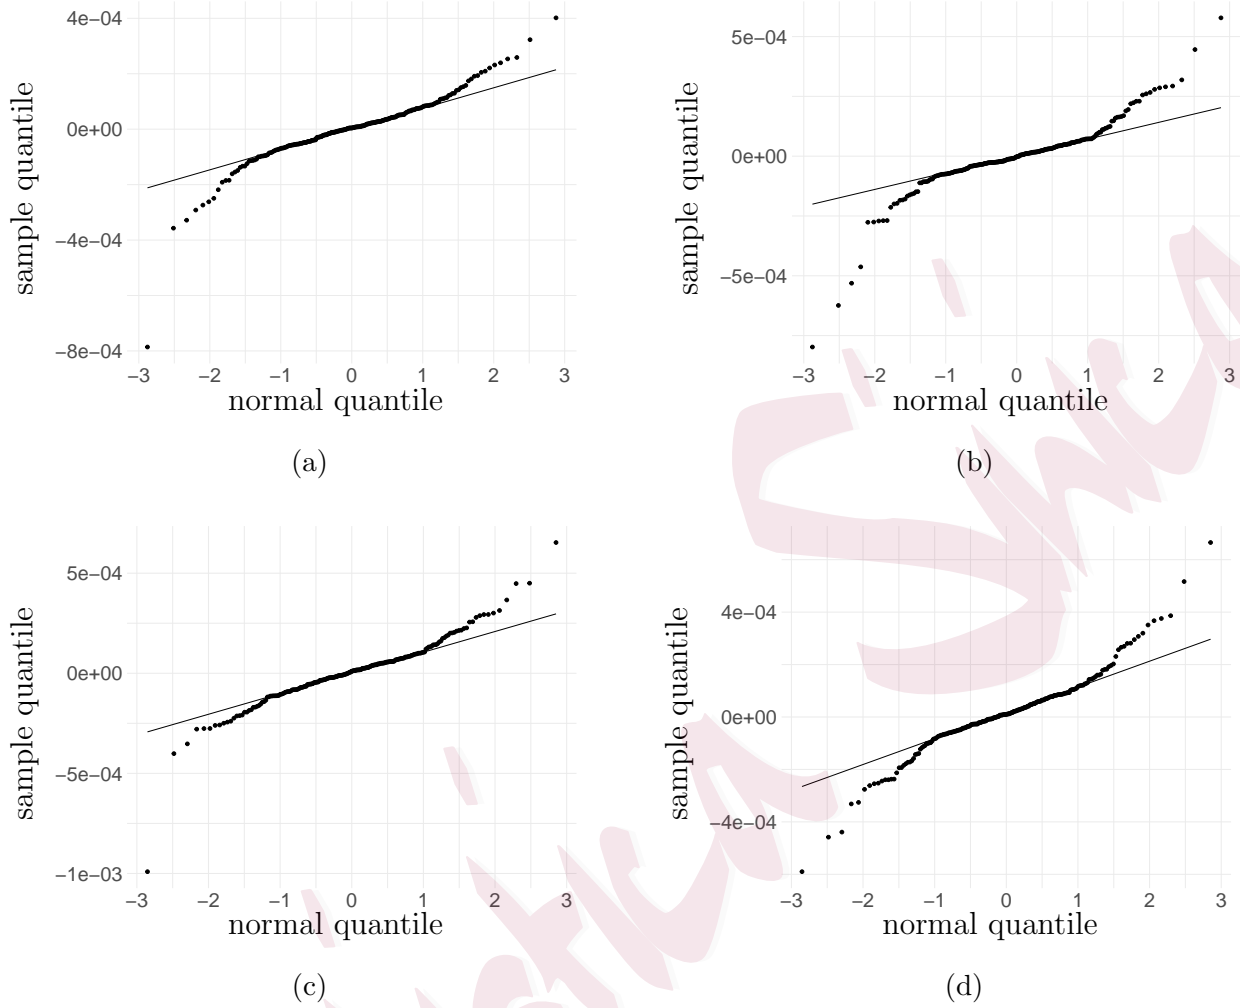 4e−04
0e+00
−4e−04
−8e−04
sample quantile
−3 −2 −1 0 1 2 3
normal quantile
(a)
5e−04
0e+00
−5e−04
sample quantile
−3 −2 −1 0 1 2 3
normal quantile
(b)
5e−04
0e+00
−5e−04
−1e−03
sample quantile
−3 −2 −1 0 1 2 3
normal quantile
(c)
4e−04
0e+00
−4e−04
sample quantile
−3 −2 −1 0 1 2 3
normal quantile
(d)